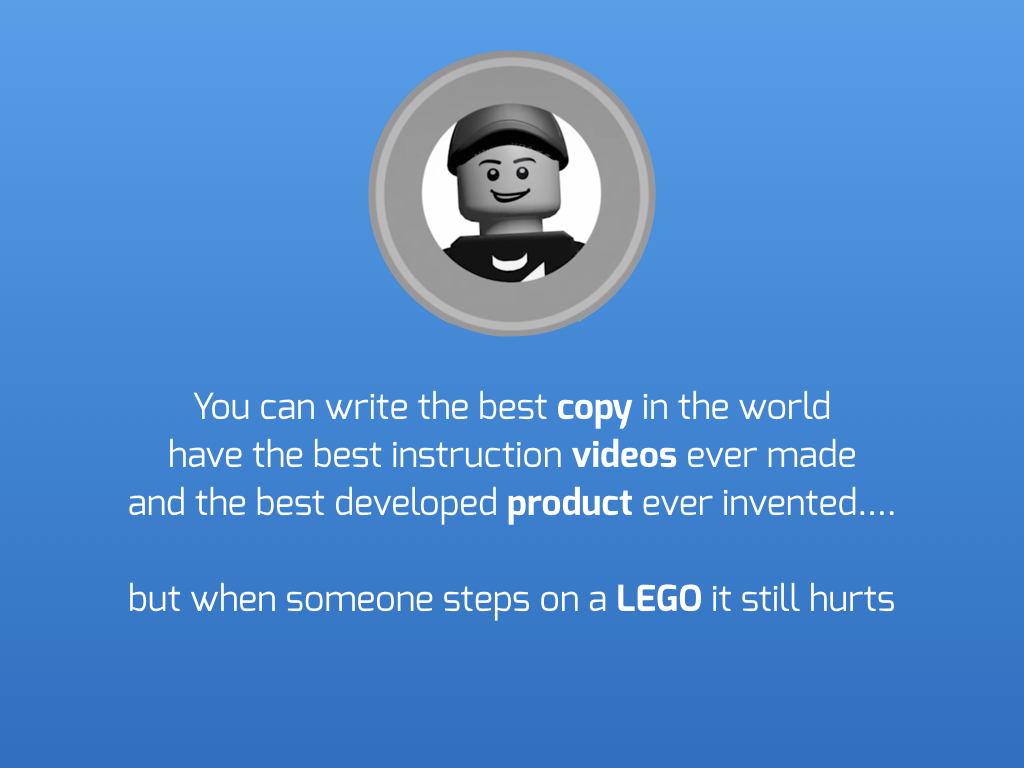 You can write the best copy in the world
have the best instruction videos ever made
and the best developed product ever invented....
but when someone steps on a LEGO it still hurts